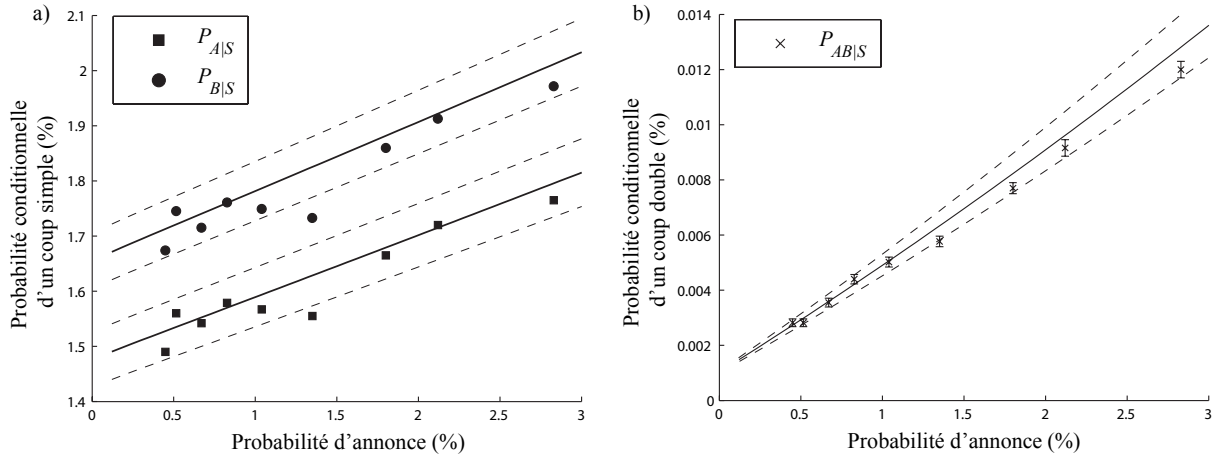 a)
P_{A|S}
P_{B|S}
2.1
2
1.9
1.8
1.7
1.6
1.5
1.4
0
0.5
1
1.5
2
2.5
3
Probabilité conditionnelle
d'un coup simple (%)
Probabilité d'annonce (%)
b)
P_{AB|S}
0.014
0.012
0.01
0.008
0.006
0.004
0.002
0
0
0.5
1
1.5
2
2.5
3
Probabilité conditionnelle
d'un coup double (%)
Probabilité d'annonce (%)